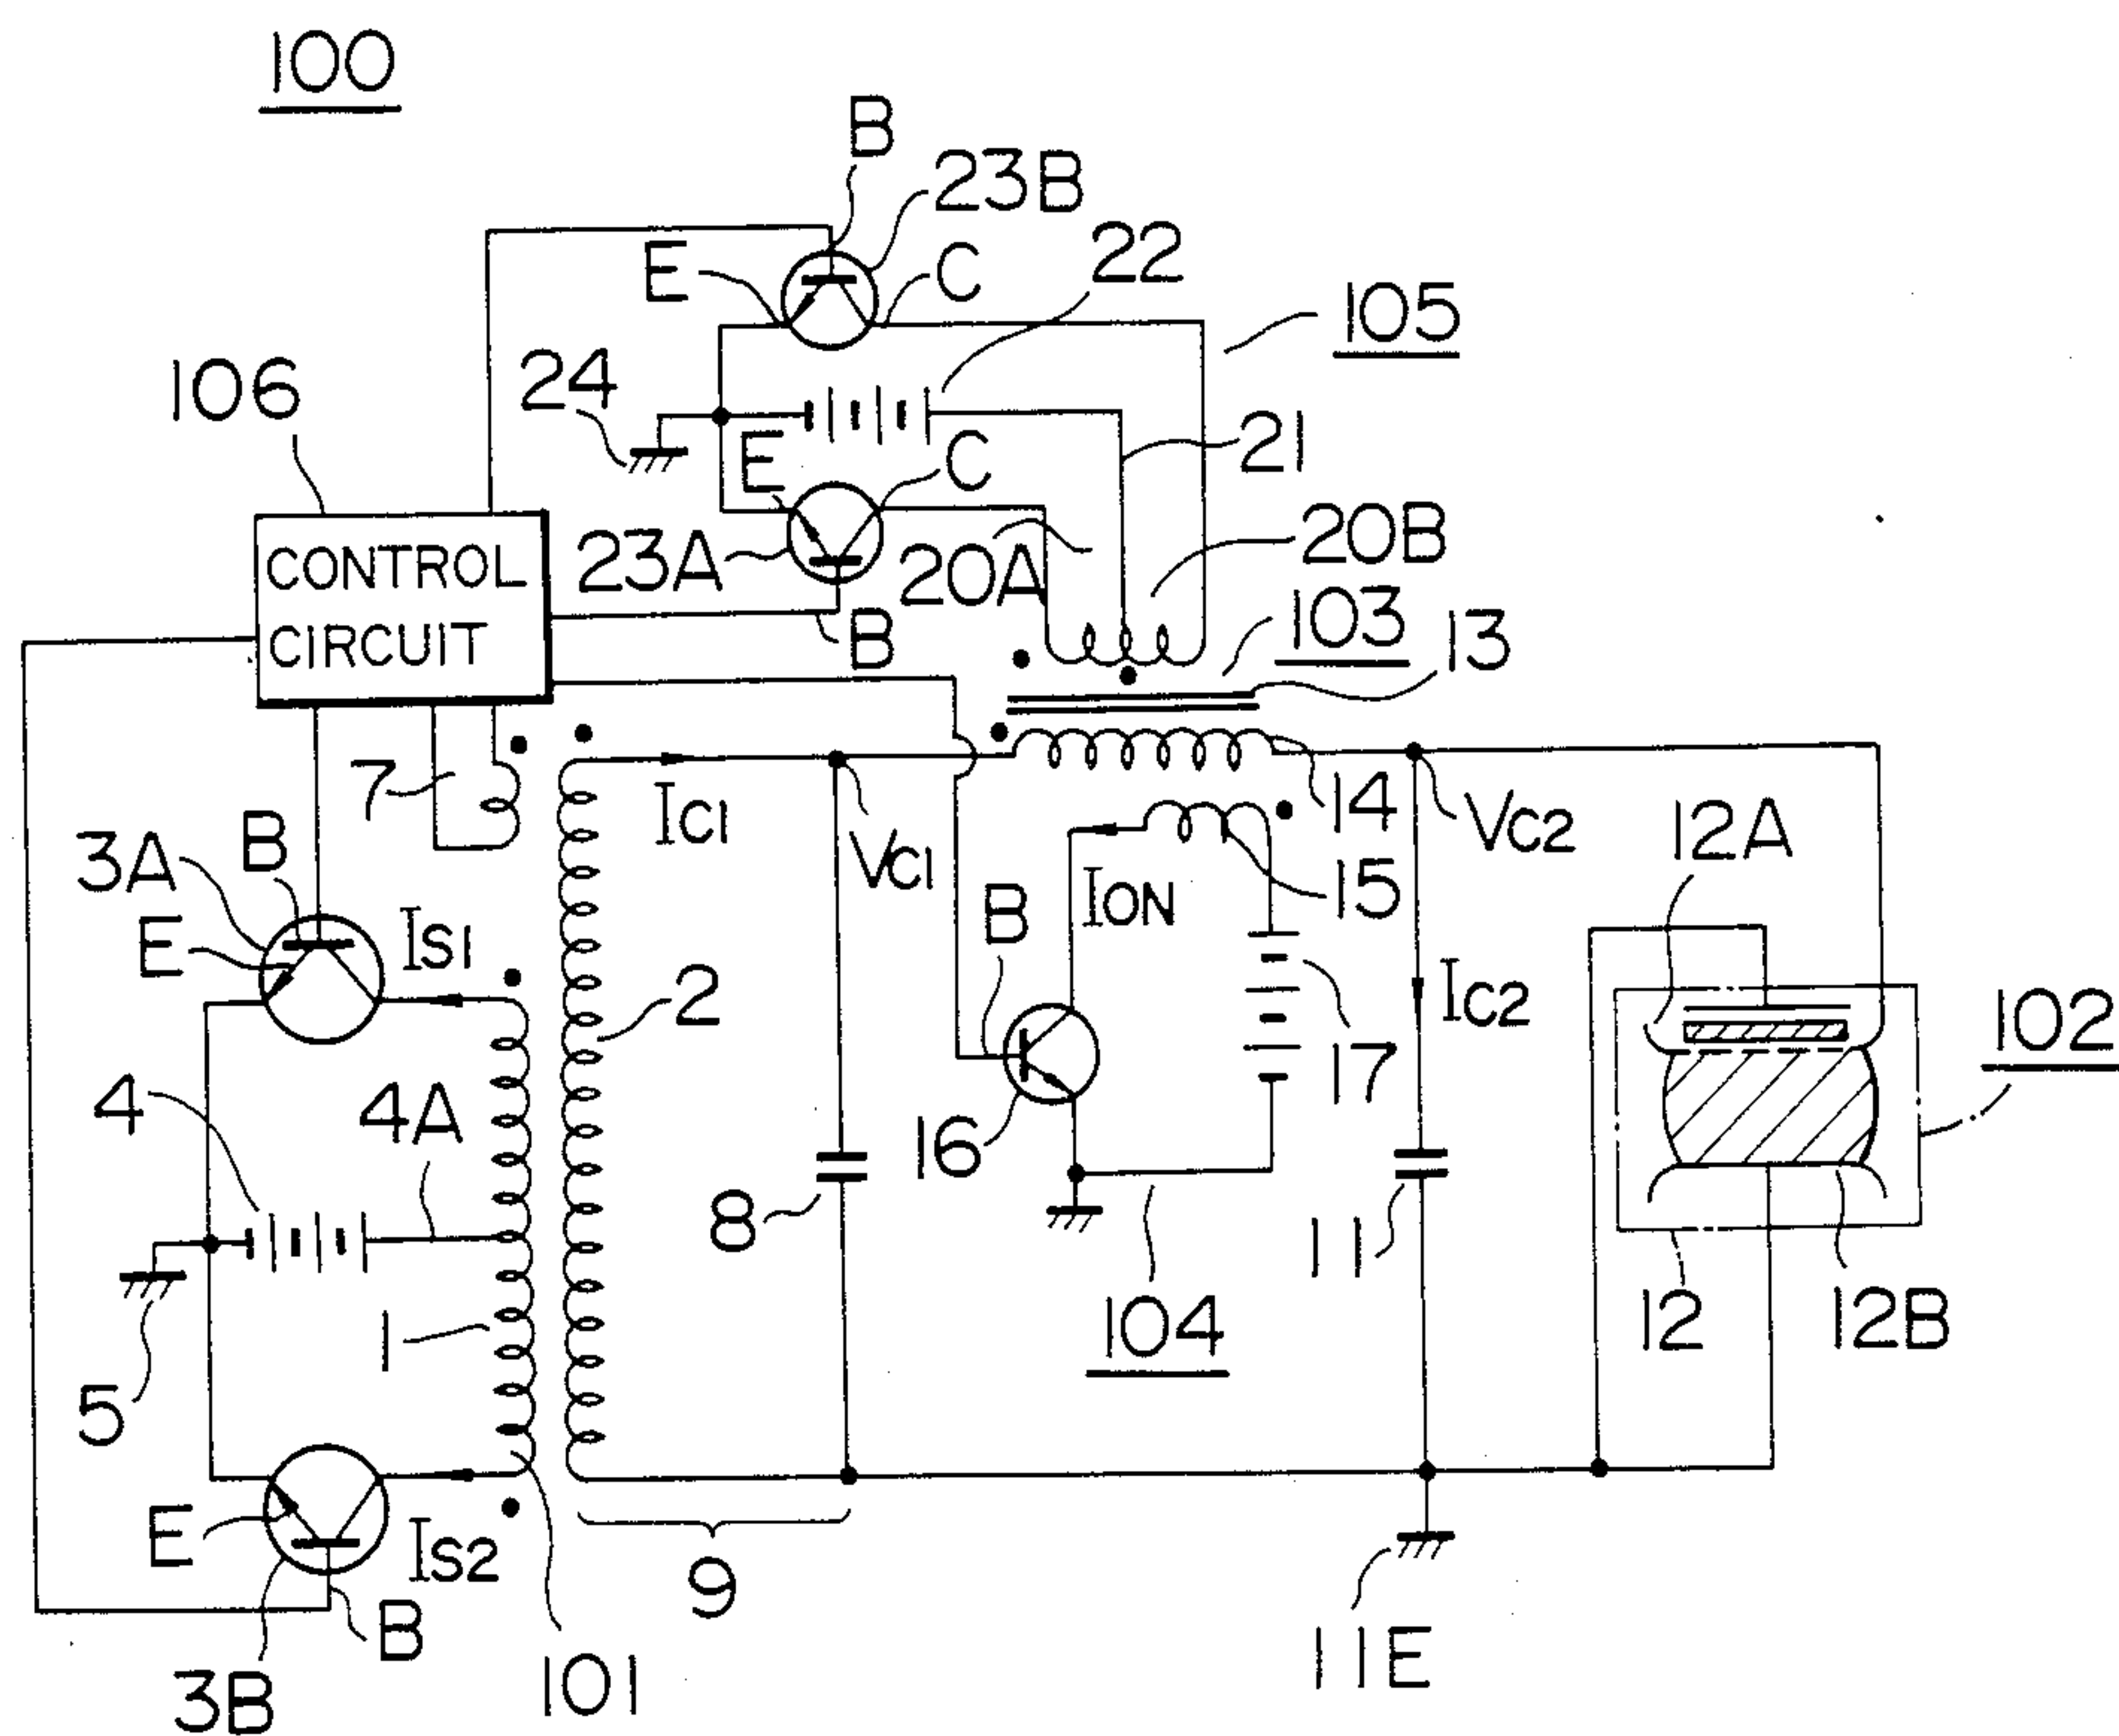 100
B
23B
E
C
22
105
24
106
E
C
21
CONTROL
CIRCUIT
23A
20A
20B
B
103
13
7
IC1
VC1
14
VC2
12A
3A
B
E
IS1
2
B
ION
15
IC2
102
4
4A
16
17
8
11
1
104
12
12B
5
E
IS2
9
3B
B
101
11E